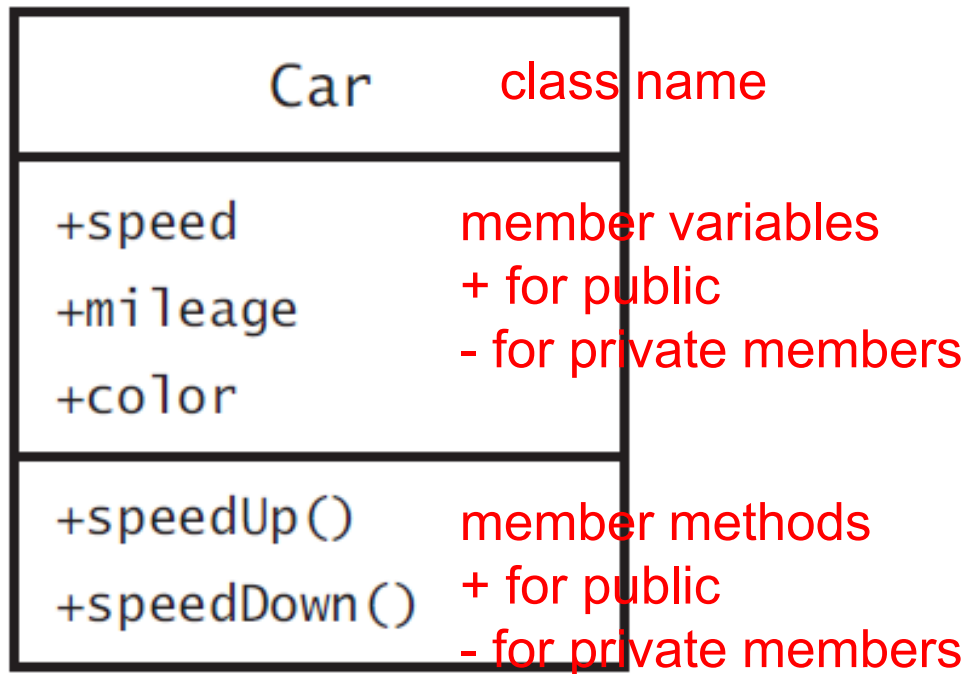 Car class name
+speed member variables
+mileage + for public
- for private members
+color
+speedUp() member methods
+speedDown() + for public
- for private members